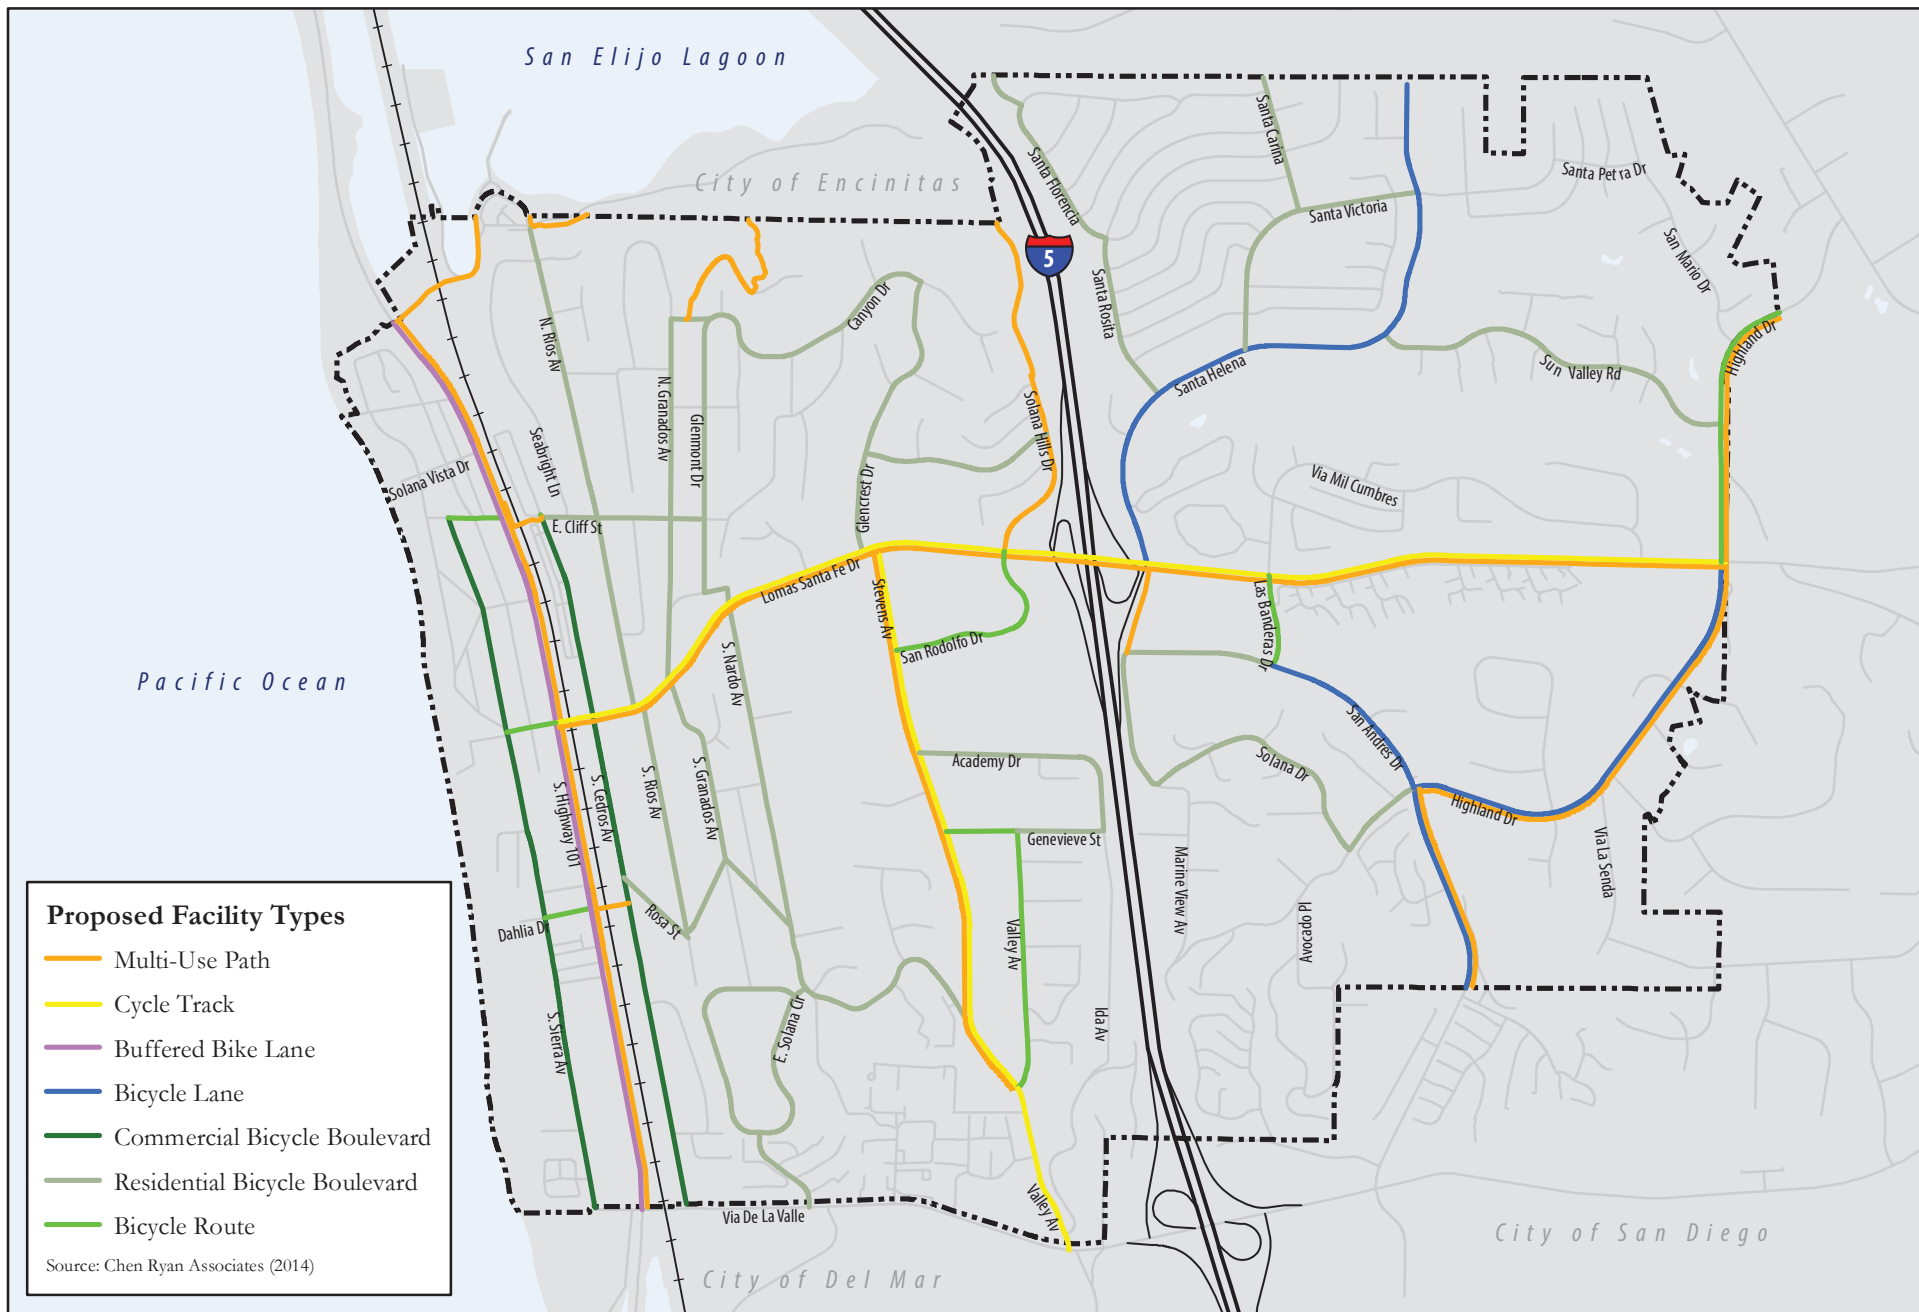 San Elijo Lagoon
City of Encinitas
Pacific Ocean
City of San Diego
City of Del Mar
5
Santa Florencia
Santa Carina
Santa Victoria
Santa Petra Dr
San Mario Dr
Santa Rosita
Highland Dr
Sun Valley Rd
Santa Helena
Canyon Dr
N. Rios Av
N. Granados Av
Glenmont Dr
Solana Hills Dr
Seabright Ln
Solana Vista Dr
Glencrest Dr
Via Mil Cumbres
E. Cliff St
Lomas Santa Fe Dr
Stevens Av
San Rodolfo Dr
Las Banderas Dr
S. Nardo Av
San Andres Dr
Solana Dr
Academy Dr
S. Highway 101
S. Cedros Av
S. Rios Av
S. Granados Av
Genevieve St
Highland Dr
Via La Senda
Marine View Av
Avocado Pl
Valley Av
Rosa St
Dahlia Dr
S. Sierra Av
E. Solana Cir
Ida Av
Valley Av
Via De La Valle
Proposed Facility Types
Multi-Use Path
Cycle Track
Buffered Bike Lane
Bicycle Lane
Commercial Bicycle Boulevard
Residential Bicycle Boulevard
Bicycle Route
Source: Chen Ryan Associates (2014)